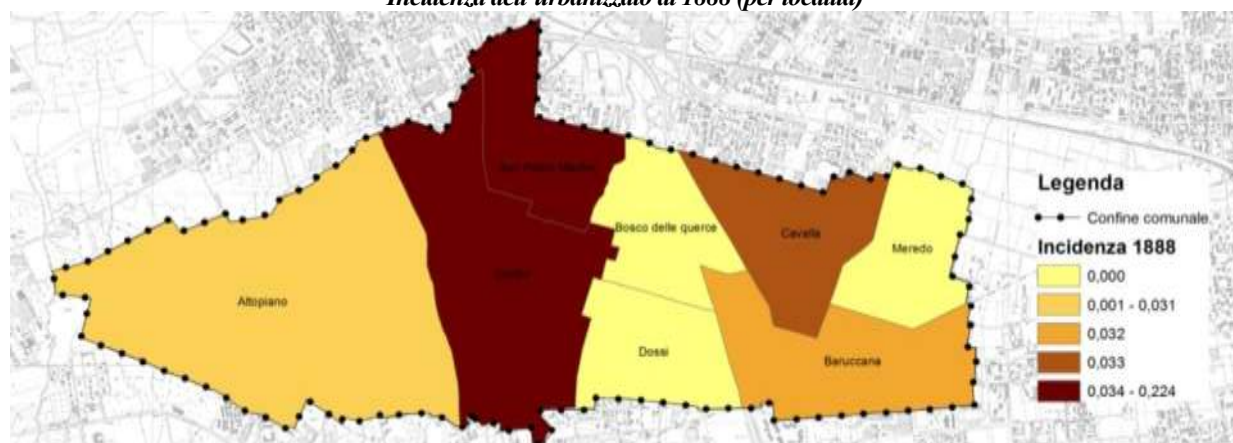 Incidenza dell'urbanizzato al 1888 (per località)
Altopiano
Bosco delle querce
Dossi
Cavalla
Baruccana
Meredo
Legenda
Confine comunale
Incidenza 1888
0,000
0,001 - 0,031
0,032
0,033
0,034 - 0,224